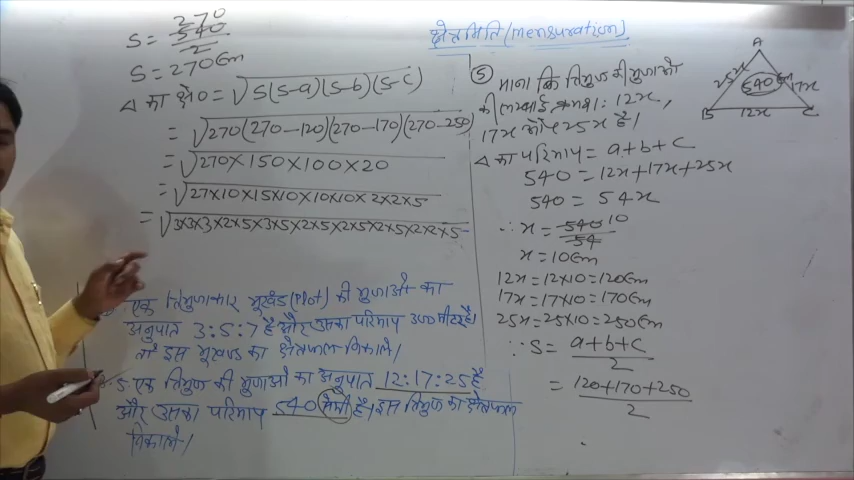 क्षेत्रमिति (mensuration)
270
S = 540
2
S = 270cm
△ का क्षे० = √S(S-a)(S-b)(S-c)
= √270(270-120)(270-170)(270-250)
= √270×150×100×20
= √27×10×15×10×10×10×2×2×5
= √3×3×3×2×5×3×5×2×5×2×5×2×5×2×2×5
एक त्रिभुजाकार भूखंड (Plot) की भुजाओं का
अनुपात 3:5:7 है और उसका परिमाप 300 मीटर है।
तो इस भूखण्ड का क्षेत्रफल निकालें।
5. एक त्रिभुज की भुजाओं का अनुपात 12:17:25 है
और उसका परिमाप 540 सेमी है। इस त्रिभुज का क्षेत्रफल
निकालें।
5 माना कि त्रिभुज की भुजाओं
की लम्बाई क्रमशः 12x,
17x और 25x है।
△ का परिमाप = a+b+c
540 = 12x+17x+25x
540 = 54x
∴ x = 540 10
54
x = 10cm
12x = 12×10 = 120cm
17x = 17×10 = 170cm
25x = 25×10 = 250cm
∵ S = a+b+c
2
= 120+170+250
2
A
25x 540 17x
B 12x C